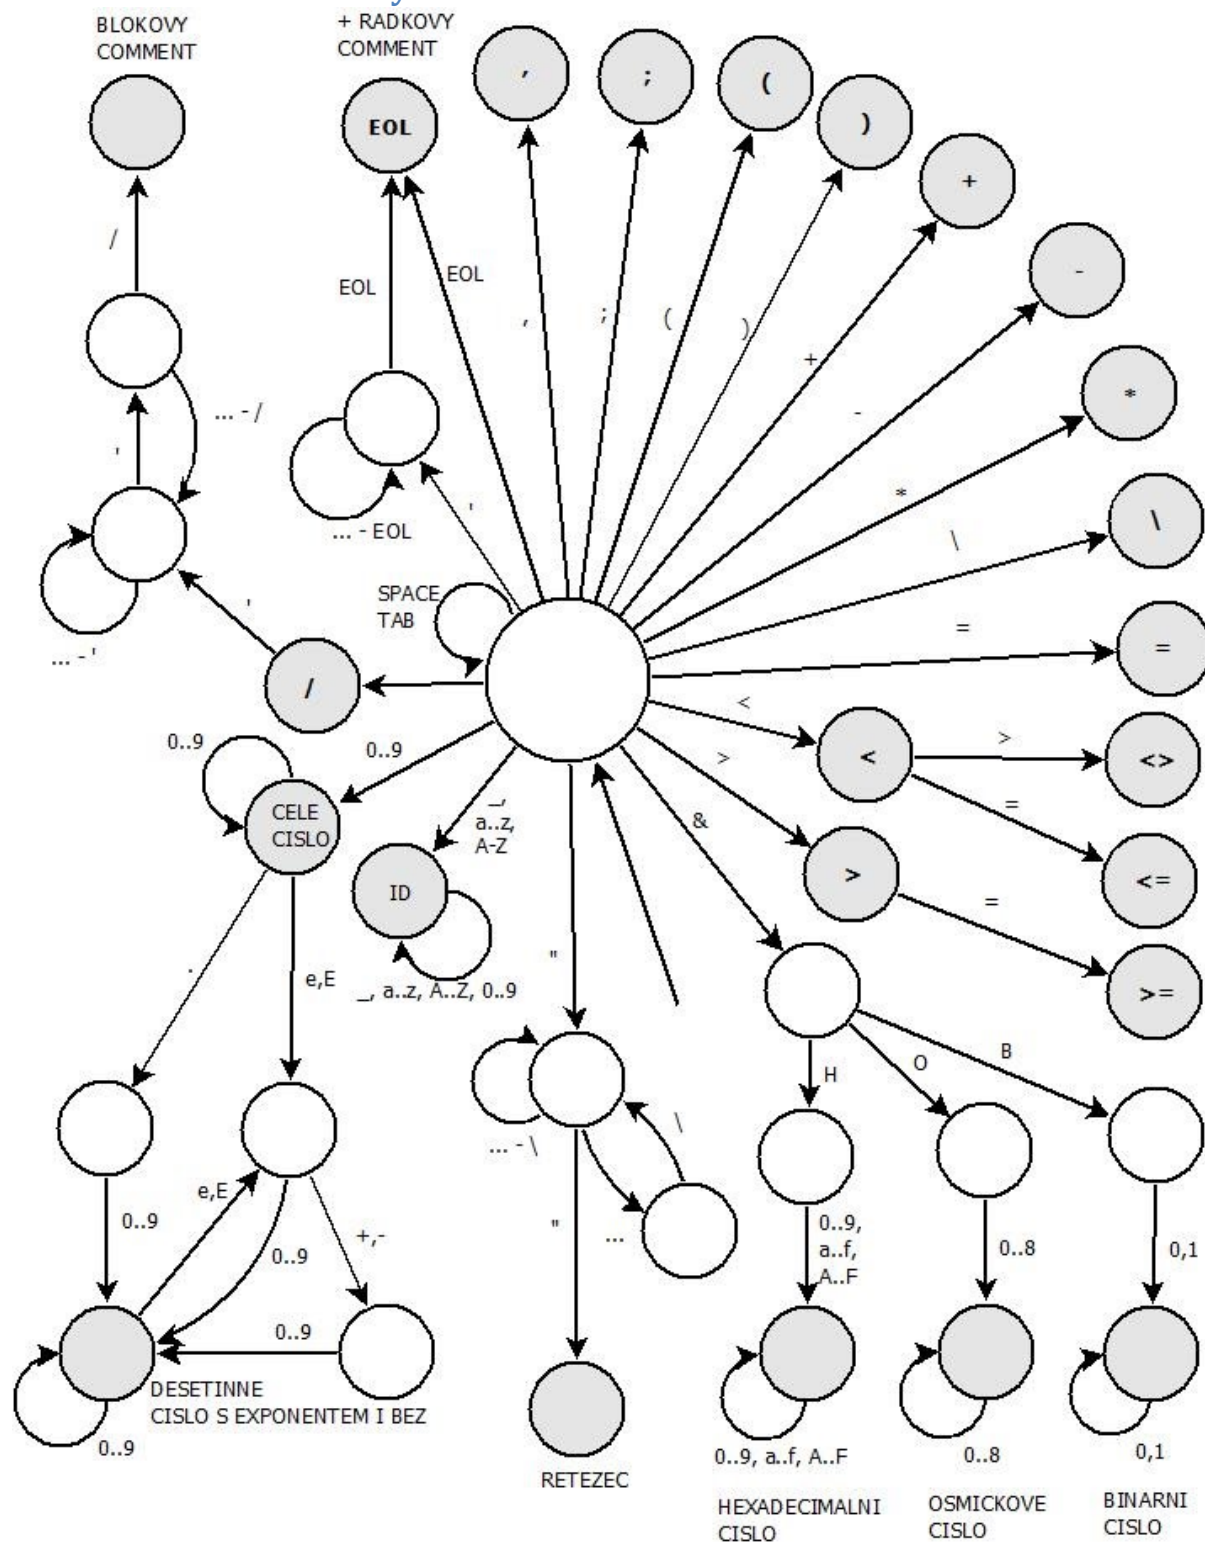 BLOKOVY
COMMENT
+ RADKOVY
COMMENT
EOL
,
;
(
)
+
-
*
\
=
/
... - /
'
EOL
EOL
,
;
(
)
+
-
*
\
=
'
... - EOL
SPACE
TAB
'
... - '
/
<
<
>
<>
=
<=
>
>
=
>=
&
0..9
0..9
CELE
CISLO
_,
a..z,
A-Z
ID
_, a..z, A..Z, 0..9
.
e,E
"
... - \
\
...
"
H
O
B
0..9
e,E
0..9
+,-
0..9
0..9
DESETINNE
CISLO S EXPONENTEM I BEZ
RETEZEC
0..9,
a..f,
A..F
0..8
0,1
0..9, a..f, A..F
0..8
0,1
HEXADECIMALNI
CISLO
OSMICKOVE
CISLO
BINARNI
CISLO